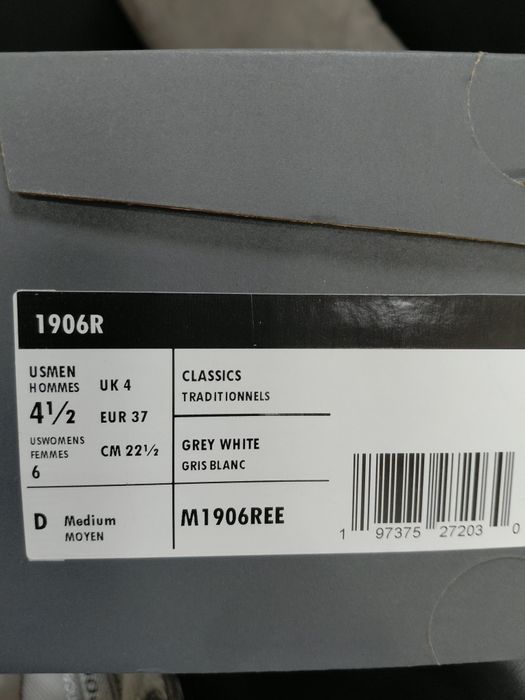 1906R
USMEN
HOMMES
4½
USWOMENS
FEMMES
6
UK 4
EUR 37
CM 22½
CLASSICS
TRADITIONNELS
GREY WHITE
GRIS BLANC
D Medium
MOYEN
M1906REE
1 97375 27203 0